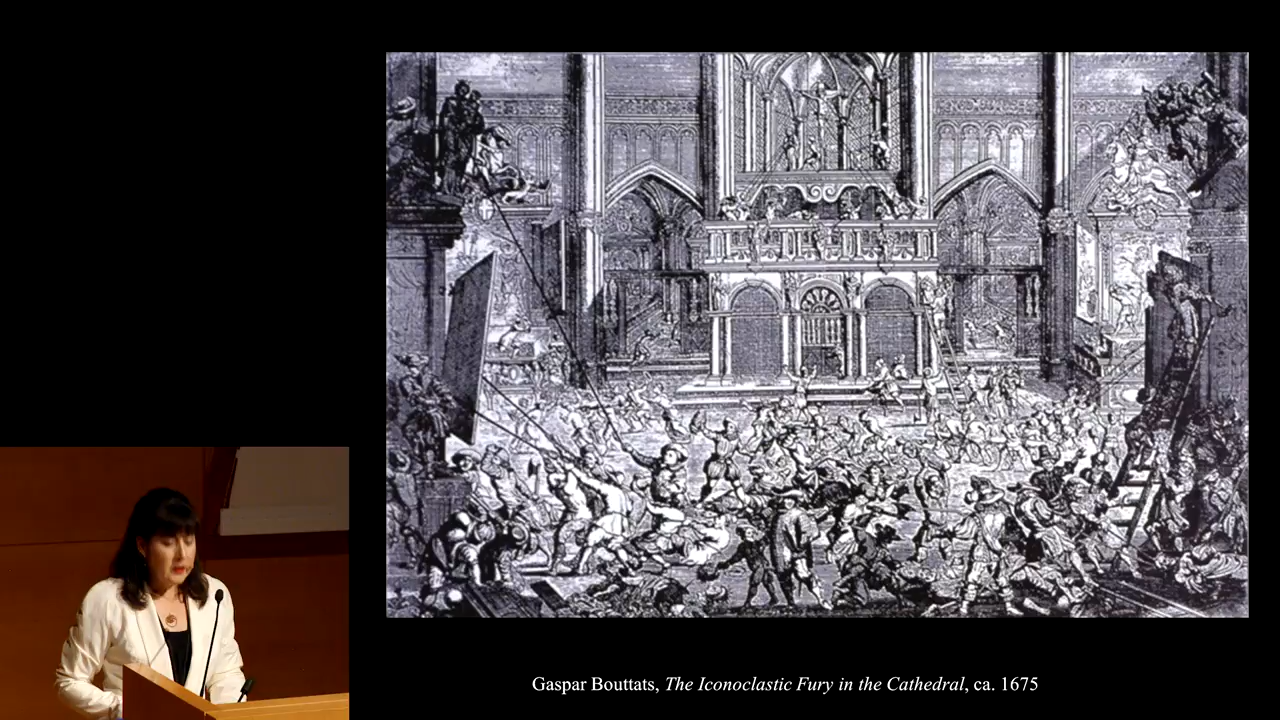 Gaspar Bouttats, The Iconoclastic Fury in the Cathedral, ca. 1675